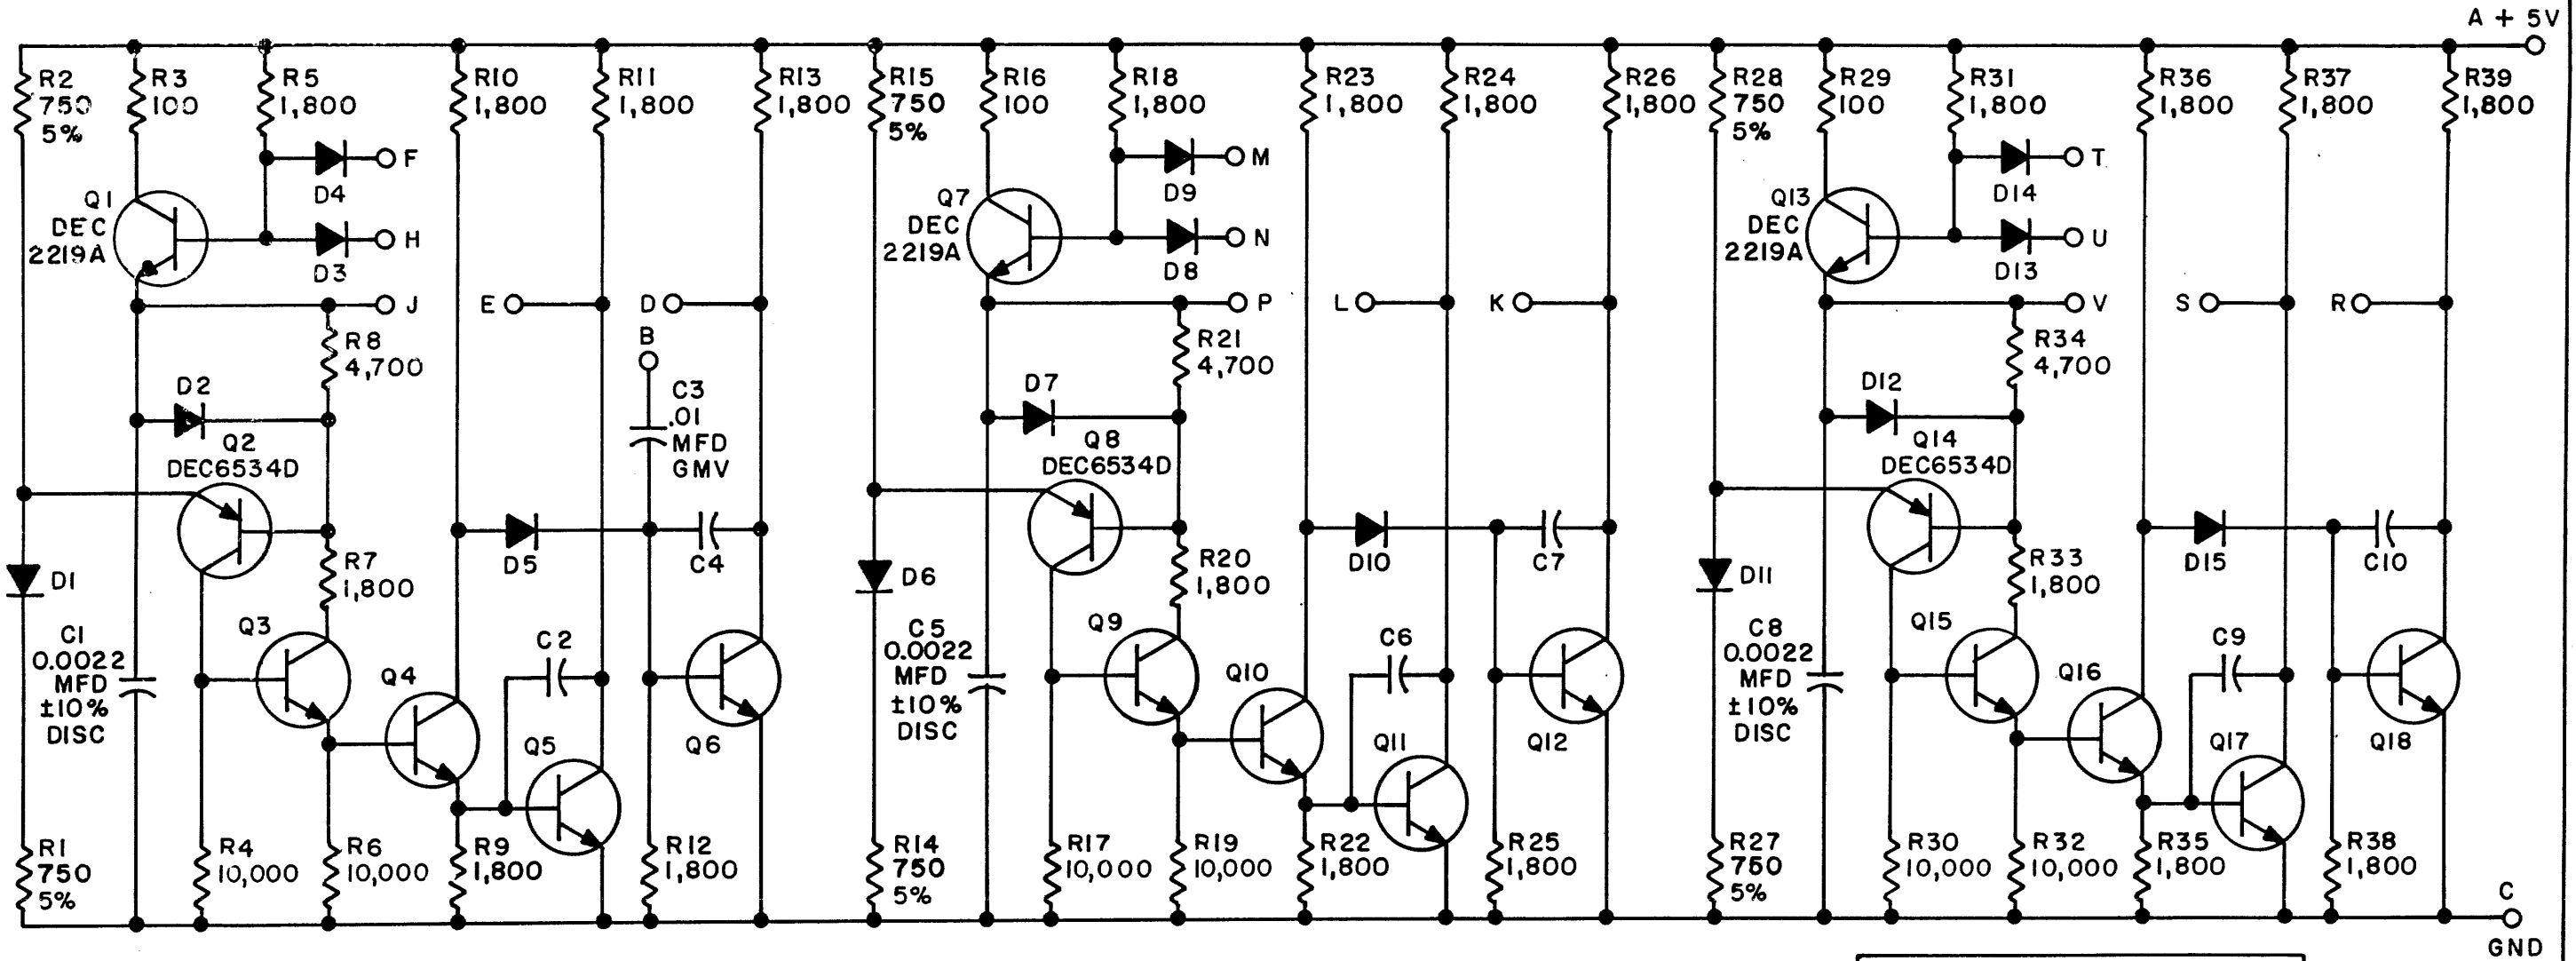 A + 5V
R2
750
5%
R3
100
R5
1,800
R10
1,800
R11
1,800
R13
1,800
R15
750
5%
R16
100
R18
1,800
R23
1,800
R24
1,800
R26
1,800
R28
750
5%
R29
100
R31
1,800
R36
1,800
R37
1,800
R39
1,800
F
D4
Q1
DEC
2219A
H
D3
J
E
D
B
M
D9
Q7
DEC
2219A
N
D8
P
L
K
T
D14
Q13
DEC
2219A
U
D13
V
S
R
R8
4,700
D2
Q2
DEC6534D
C3
.01
MFD
GMV
R21
4,700
D7
Q8
DEC6534D
R34
4,700
D12
Q14
DEC6534D
D1
R7
1,800
D5
C4
D6
R20
1,800
D10
C7
D11
R33
1,800
D15
C10
C1
0.0022
MFD
±10%
DISC
Q3
Q4
C2
Q5
Q6
C5
0.0022
MFD
±10%
DISC
Q9
Q10
C6
Q11
Q12
C8
0.0022
MFD
±10%
DISC
Q15
Q16
C9
Q17
Q18
R1
750
5%
R4
10,000
R6
10,000
R9
1,800
R12
1,800
R14
750
5%
R17
10,000
R19
10,000
R22
1,800
R25
1,800
R27
750
5%
R30
10,000
R32
10,000
R35
1,800
R38
1,800
C
GND